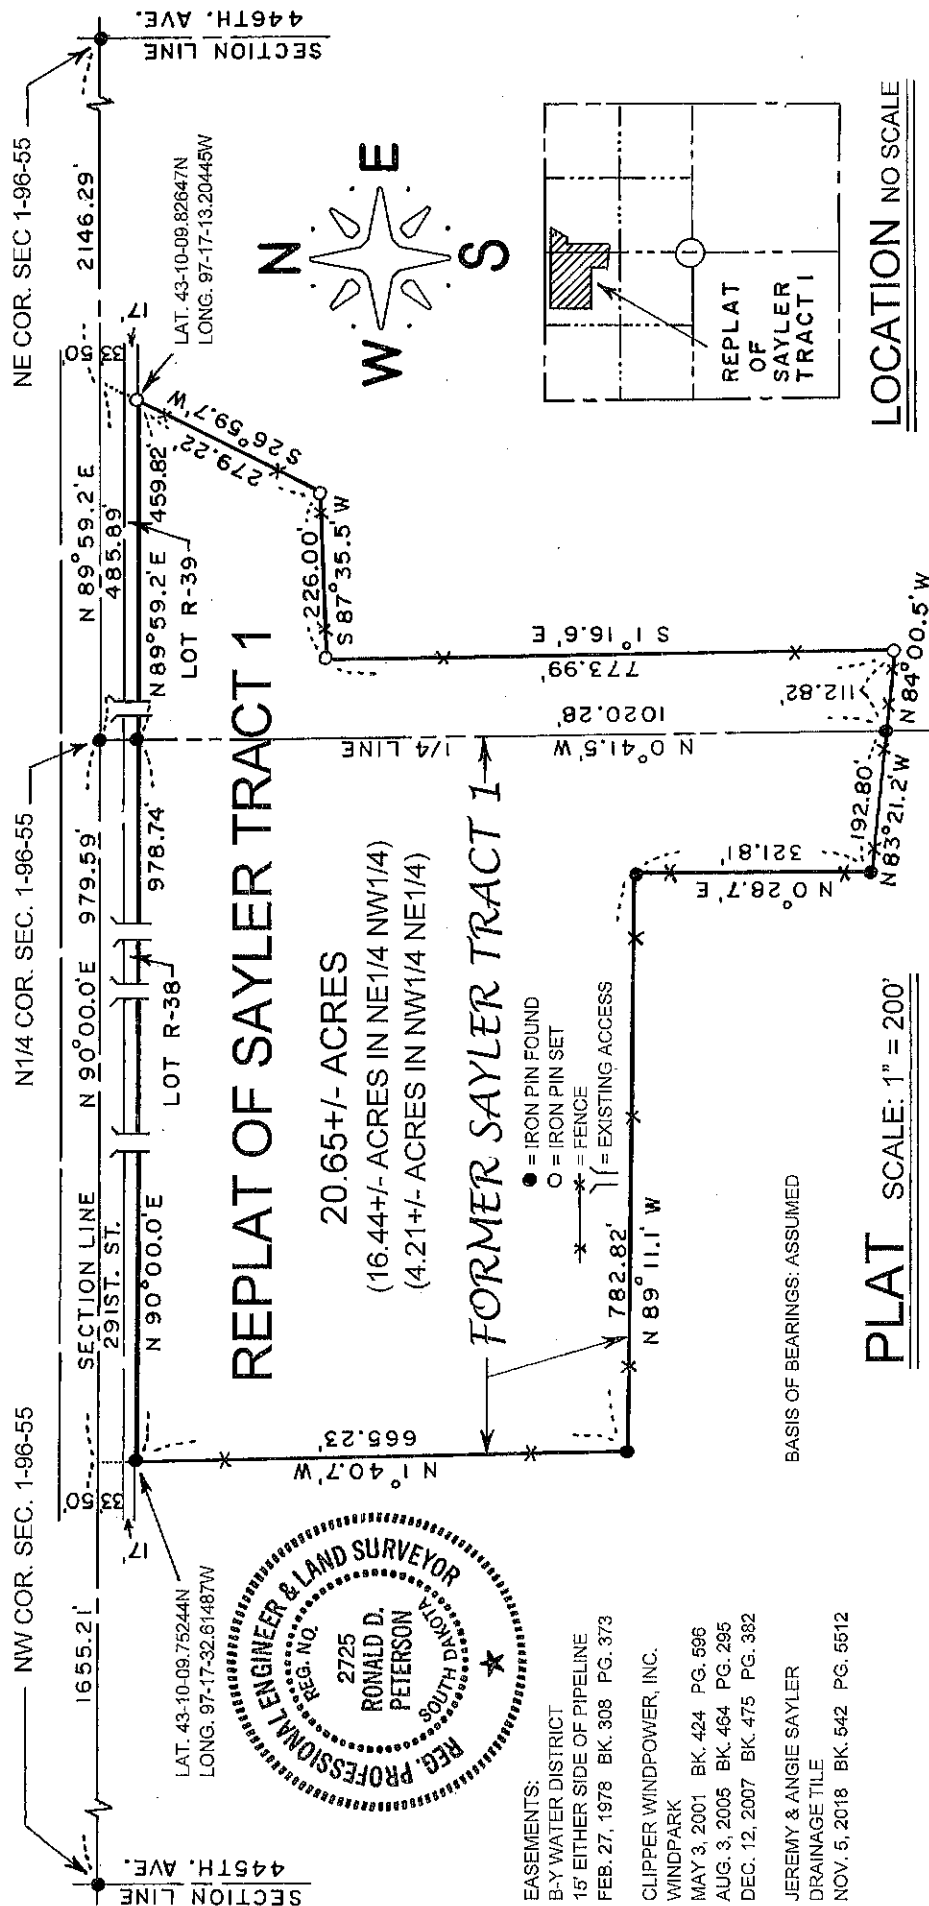 NW COR. SEC. 1-96-55
N1/4 COR. SEC. 1-96-55
NE COR. SEC 1-96-55
1655.21'
SECTION LINE
291ST. ST.
N 90°00.0'E 979.59'
N 89°59.2'E
485.89'
2146.29'
SECTION LINE
445TH. AVE.
SECTION LINE
446TH. AVE.
33'
50'
17'
33'
50'
17'
N 90°00.0'E
LOT R-38
978.74'
N89°59.2'E 459.82'
LOT R-39
LAT. 43-10-09.75244N
LONG. 97-17-32.61487W
LAT. 43-10-09.82647N
LONG. 97-17-13.20445W
REPLAT OF SAYLER TRACT 1
20.65+/- ACRES
(16.44+/- ACRES IN NE1/4 NW1/4)
(4.21+/- ACRES IN NW1/4 NE1/4)
FORMER SAYLER TRACT 1
N 1°40.7'W
665.23'
782.82'
N 89°11.1'W
N 0°28.7'E
321.81'
192.80'
N83°21.2'W
N 0°41.5'W
1020.28'
1/4 LINE
112.82'
N 84°00.5'W
S 1°16.6'E
773.99'
226.00'
S 87°35.5'W
279.22'
S26°59.7'W
= IRON PIN FOUND
= IRON PIN SET
= FENCE
= EXISTING ACCESS
BASIS OF BEARINGS: ASSUMED
PLAT SCALE: 1" = 200'
REG. PROFESSIONAL ENGINEER & LAND SURVEYOR
REG. NO.
2725
RONALD D.
PETERSON
SOUTH DAKOTA
EASEMENTS:
B-Y WATER DISTRICT
15' EITHER SIDE OF PIPELINE
FEB. 27, 1978 BK. 308 PG. 373
CLIPPER WINDPOWER, INC.
WINDPARK
MAY 3, 2001 BK. 424 PG. 596
AUG. 3, 2005 BK. 464 PG. 295
DEC. 12, 2007 BK. 475 PG. 382
JEREMY & ANGIE SAYLER
DRAINAGE TILE
NOV. 5, 2018 BK. 542 PG. 5512
N
W
E
S
REPLAT
OF
SAYLER
TRACT 1
1
LOCATION NO SCALE